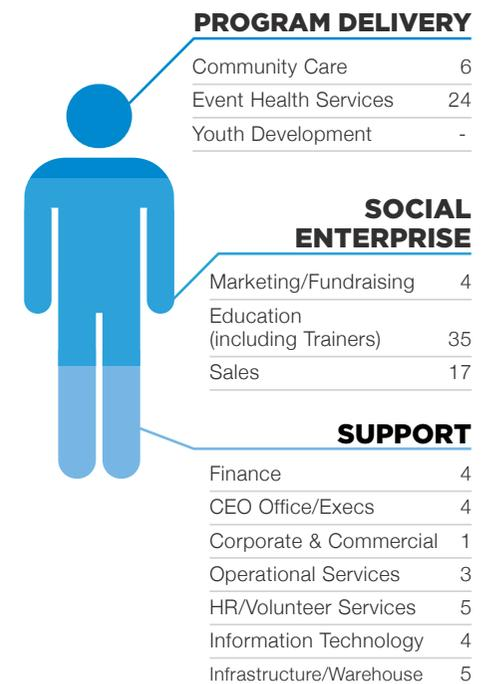 PROGRAM DELIVERY
Community Care 6
Event Health Services 24
Youth Development -
SOCIAL
ENTERPRISE
Marketing/Fundraising 4
Education
(including Trainers) 35
Sales 17
SUPPORT
Finance 4
CEO Office/Execs 4
Corporate & Commercial 1
Operational Services 3
HR/Volunteer Services 5
Information Technology 4
Infrastructure/Warehouse 5